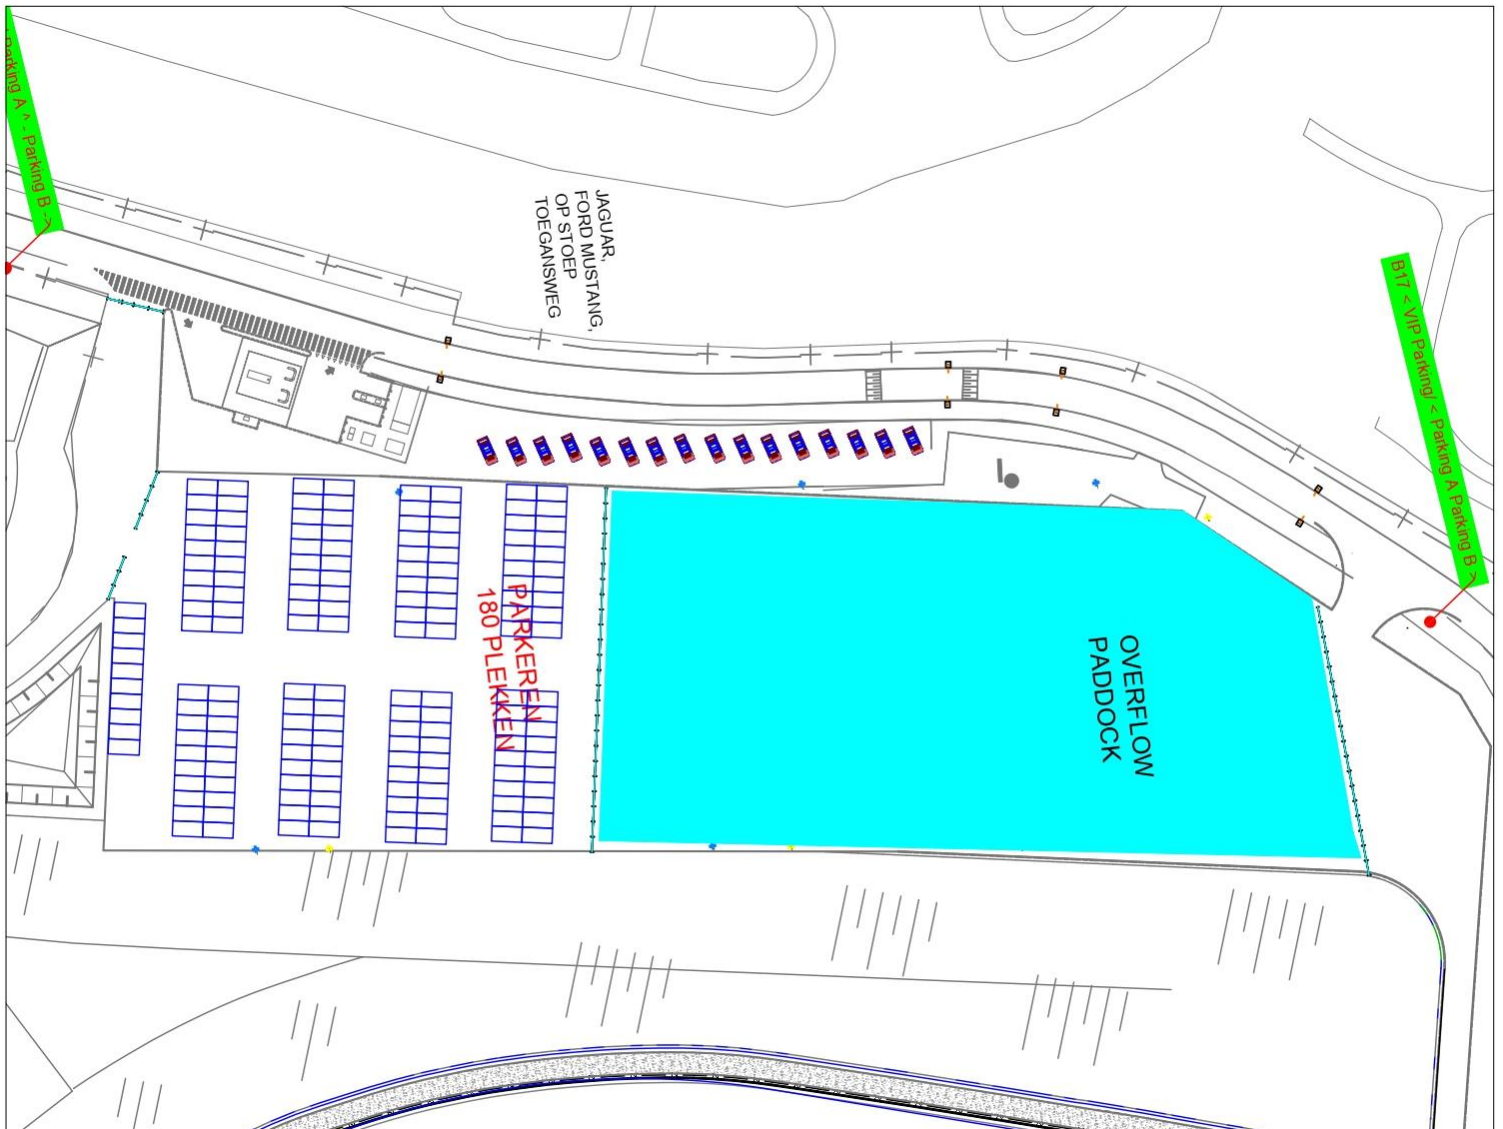 parking A ^ - Parking B ->
JAGUAR,
FORD MUSTANG,
OP STOEP
TOEGANSWEG
B17 < VIP Parking/ < Parking A Parking B ->
PARKEREN
180 PLEKKEN
OVERFLOW
PADDOCK